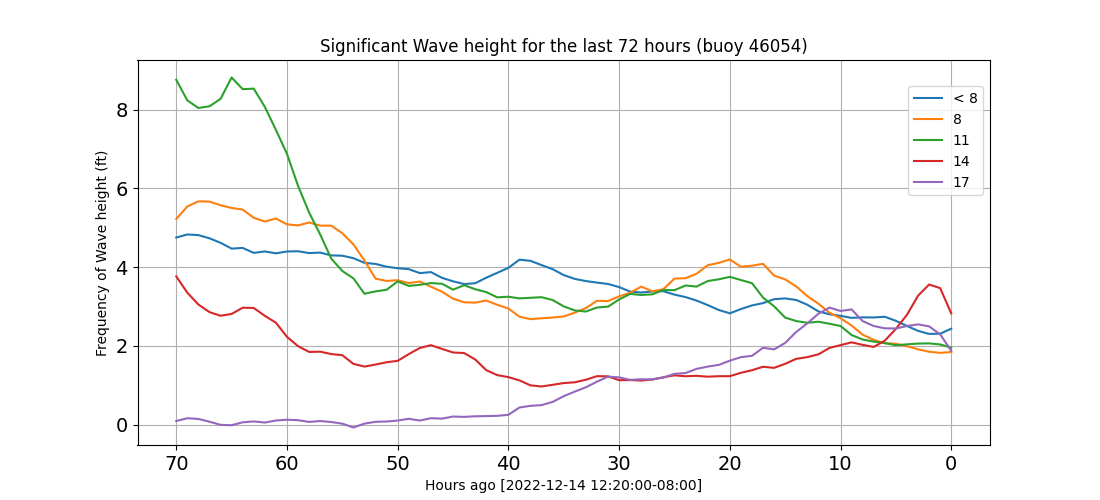 Significant Wave height for the last 72 hours (buoy 46054)
< 8
8
11
14
17
Frequency of Wave height (ft)
8
6
4
2
0
70 60 50 40 30 20 10 0
Hours ago [2022-12-14 12:20:00-08:00]